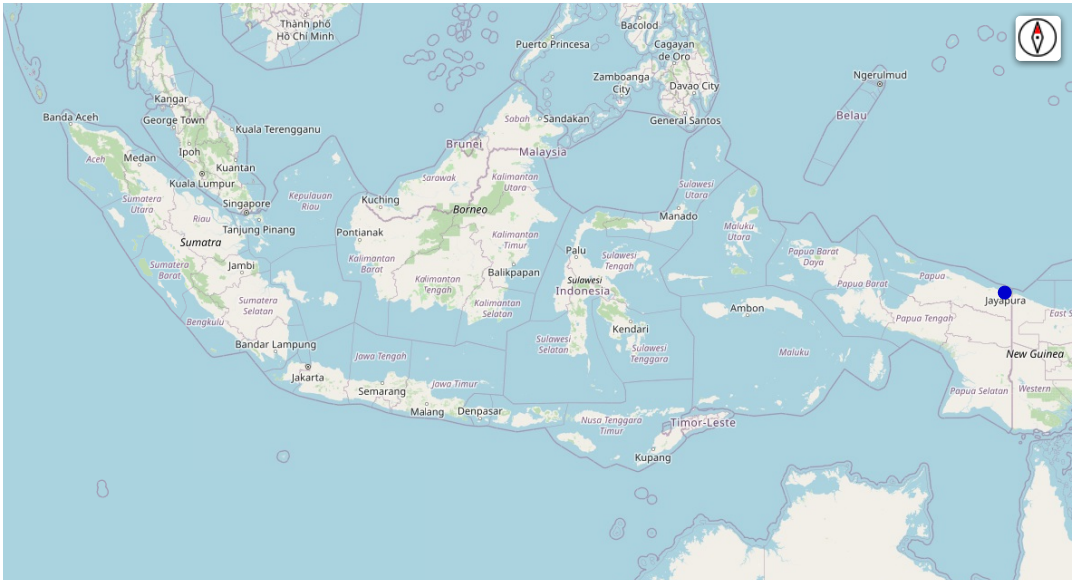 Thành phố
Hồ Chí Minh
Bacolod
Puerto Princesa
Cagayan
de Oro
Zamboanga
City
Davao City
General Santos
Ngerulmud
Belau
Kangar
George Town
Kuala Terengganu
Banda Aceh
Ipoh
Kuantan
Aceh
Medan
Kuala Lumpur
Sabah
Sandakan
Brunei
Malaysia
Sumatera
Utara
Singapore
Kepulauan
Riau
Kuching
Sarawak
Kalimantan
Utara
Borneo
Riau
Tanjung Pinang
Pontianak
Sumatra
Kalimantan
Timur
Sulawesi
Utara
Manado
Maluku
Utara
Sumatera
Barat
Jambi
Kalimantan
Barat
Balikpapan
Palu
Sulawesi
Tengah
Papua Barat
Daya
Papua
Papua Barat
Sulawesi
Indonesia
Kalimantan
Tengah
Sumatera
Selatan
Kalimantan
Selatan
Jayapura
Ambon
Papua Tengah
East S
Bengkulu
Kendari
Bandar Lampung
Sulawesi
Selatan
Sulawesi
Tenggara
Maluku
New Guinea
Jawa Tengah
Jakarta
Semarang
Jawa Timur
Papua Selatan
Western
Malang
Denpasar
Nusa Tenggara
Timur
Timor-Leste
Kupang